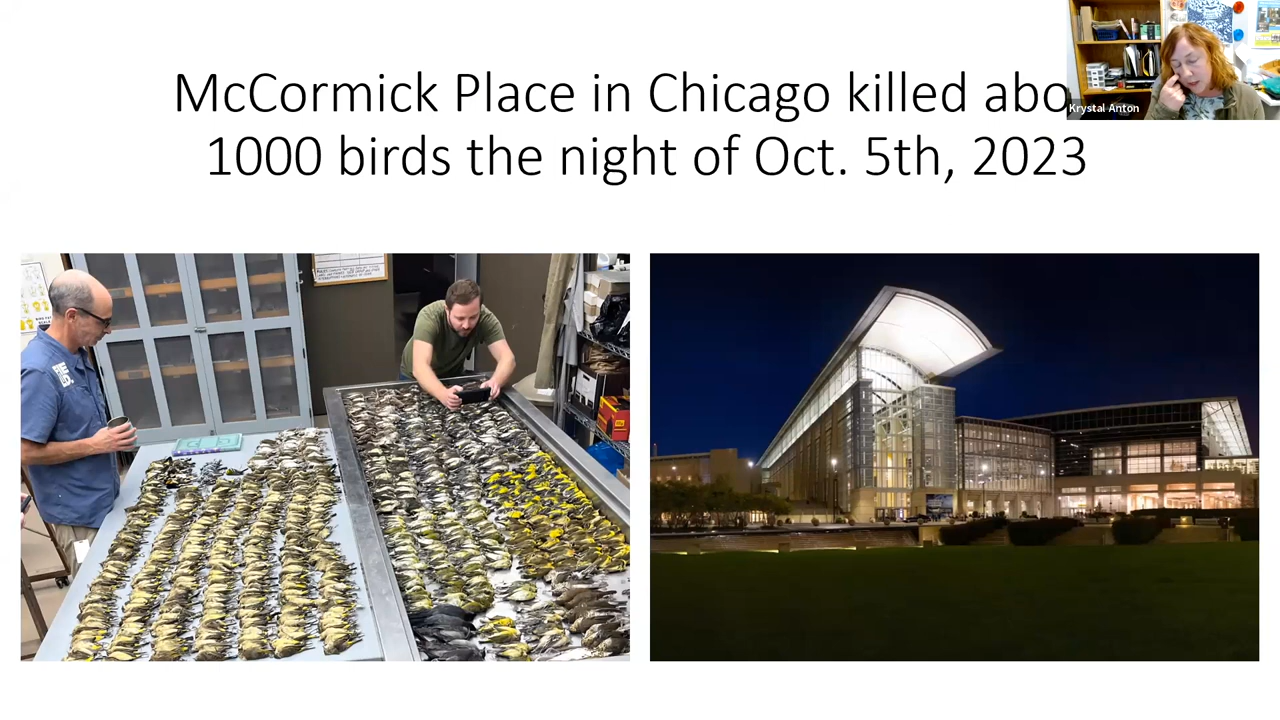 McCormick Place in Chicago killed abo
1000 birds the night of Oct. 5th, 2023
Krystal Anton